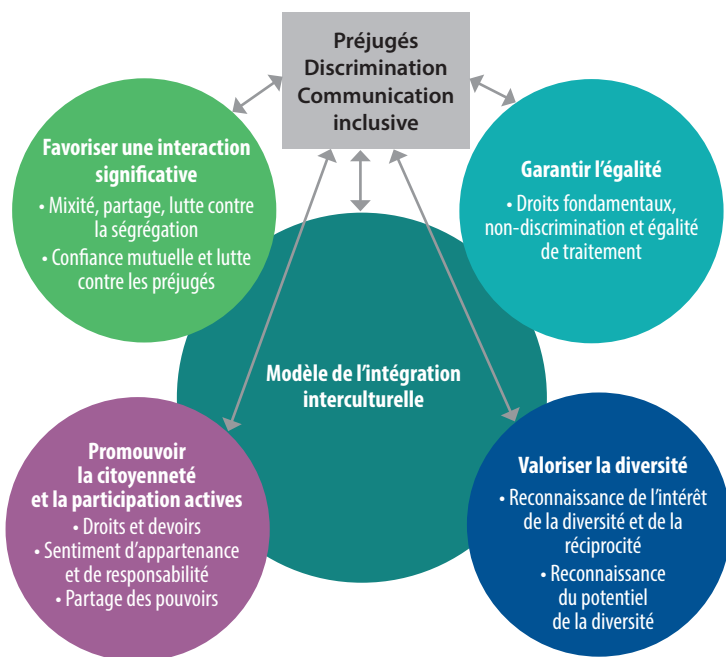 Préjugés
Discrimination
Communication
inclusive
Favoriser une interaction
significative
• Mixité, partage, lutte contre
la ségrégation
• Confiance mutuelle et lutte
contre les préjugés
Garantir l’égalité
• Droits fondamentaux,
non-discrimination et égalité
de traitement
Modèle de l’intégration
interculturelle
Promouvoir
la citoyenneté
et la participation actives
• Droits et devoirs
• Sentiment d’appartenance
et de responsabilité
• Partage des pouvoirs
Valoriser la diversité
• Reconnaissance de l’intérêt
de la diversité et de la
réciprocité
• Reconnaissance
du potentiel
de la diversité